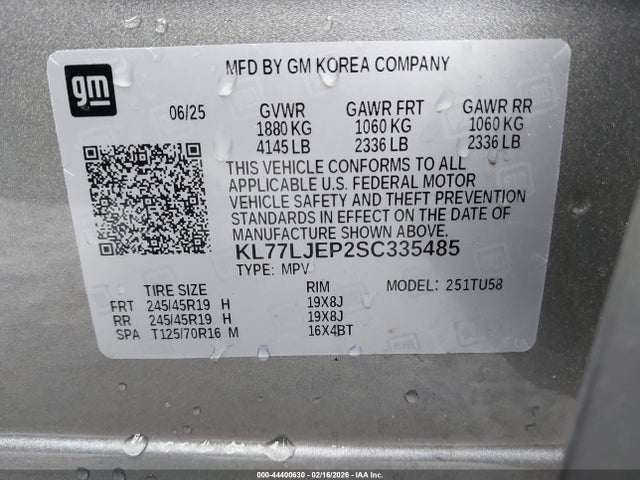 gm
MFD BY GM KOREA COMPANY
06/25 GVWR GAWR FRT GAWR RR
1880 KG 1060 KG 1060 KG
4145 LB 2336 LB 2336 LB
THIS VEHICLE CONFORMS TO ALL
APPLICABLE U.S. FEDERAL MOTOR
VEHICLE SAFETY AND THEFT PREVENTION
STANDARDS IN EFFECT ON THE DATE OF
MANUFACTURE SHOWN ABOVE.
KL77LJEP2SC335485
TYPE: MPV MODEL: 251TU58
TIRE SIZE RIM
FRT 245/45R19 H 19X8J
RR 245/45R19 H 19X8J
SPA T125/70R16 M 16X4BT
000-44400630 - 02/16/2026 - IAAI.COM